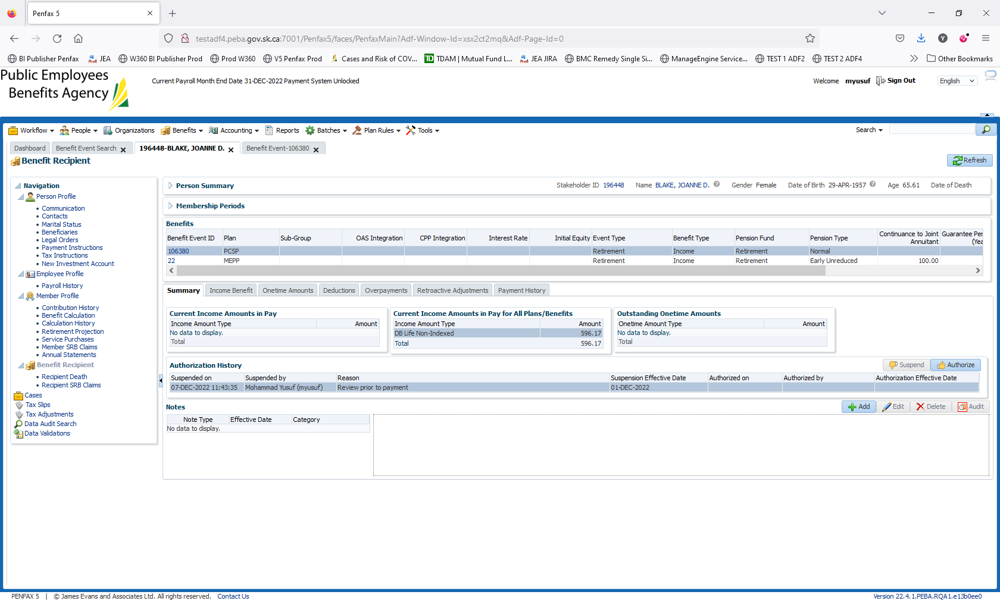 Penfax 5
testadf4.peba.gov.sk.ca:7001/Penfax5/faces/PenfaxMain?Adf-Window-Id=xsx2ct2mq&Adf-Page-Id=0
BI Publisher Penfax JEA W360 BI Publisher Prod Prod W360 V5 Penfax Prod Cases and Risk of COV... TDAM | Mutual Fund L... JEA JIRA BMC Remedy Single Si... ManageEngine Service... TEST 1 ADF2 TEST 2 ADF4 Other Bookmarks
Public Employees
Benefits Agency
Current Payroll Month End Date 31-DEC-2022 Payment System Unlocked
Welcome myusuf Sign Out English
Workflow People Organizations Benefits Accounting Reports Batches Plan Rules Tools Search
Dashboard Benefit Event Search 196448-BLAKE, JOANNE D. Benefit Event-106380
Benefit Recipient
Refresh
Navigation
Person Profile
Communication
Contacts
Marital Status
Beneficiaries
Legal Orders
Payment Instructions
Tax Instructions
New Investment Account
Employee Profile
Payroll History
Member Profile
Contribution History
Benefit Calculation
Calculation History
Retirement Projection
Service Purchases
Member SRB Claims
Annual Statements
Benefit Recipient
Recipient Death
Recipient SRB Claims
Cases
Tax Slips
Tax Adjustments
Data Audit Search
Data Validations
Person Summary Stakeholder ID 196448 Name BLAKE, JOANNE D. Gender Female Date of Birth 29-APR-1957 Age 65.61 Date of Death
Membership Periods
Benefits
Benefit Event ID Plan Sub-Group OAS Integration CPP Integration Interest Rate Initial Equity Event Type Benefit Type Pension Fund Pension Type Continuance to Joint Annuitant Guarantee Per (Yea
106380 PCSP Retirement Income Retirement Normal
22 MEPP Retirement Income Retirement Early Unreduced 100.00
Summary Income Benefit Onetime Amounts Deductions Overpayments Retroactive Adjustments Payment History
Current Income Amounts in Pay
Income Amount Type Amount
No data to display.
Total
Current Income Amounts in Pay for All Plans/Benefits
Income Amount Type Amount
DB Life Non-Indexed 596.17
Total 596.17
Outstanding Onetime Amounts
Onetime Amount Type Amount
No data to display.
Total
Authorization History Suspend Authorize
Suspended on Suspended by Reason Suspension Effective Date Authorized on Authorized by Authorization Effective Date
07-DEC-2022 11:43:35 Mohammad Yusuf (myusuf) Review prior to payment 01-DEC-2022
Notes Add Edit Delete Audit
Note Type Effective Date Category
No data to display.
PENFAX 5 | © James Evans and Associates Ltd. All rights reserved. Contact Us
Version 22.4.1.PEBA.RQA1.e13b0ee0